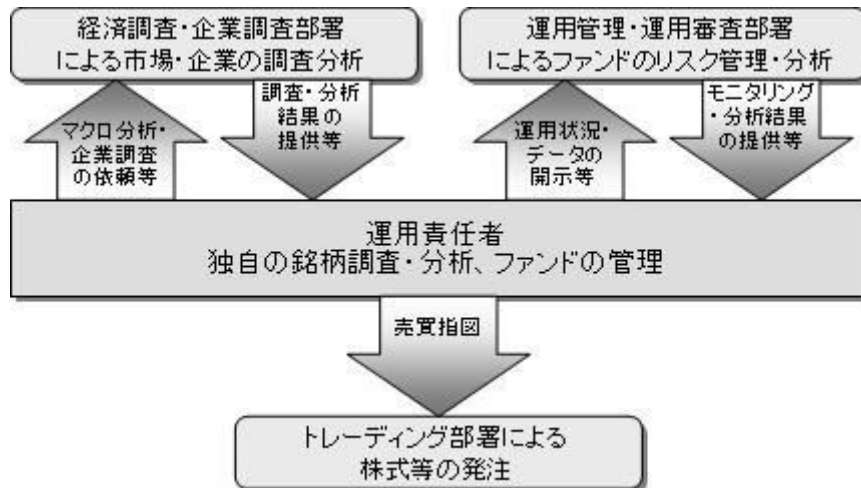 経済調査・企業調査部署
による市場・企業の調査分析
運用管理・運用審査部署
によるファンドのリスク管理・分析
マクロ分析・
企業調査
の依頼等
調査・分析
結果の
提供等
運用状況・
データの
開示等
モニタリング
・分析結果
の提供等
運用責任者
独自の銘柄調査・分析、ファンドの管理
売買指図
トレーディング部署による
株式等の発注